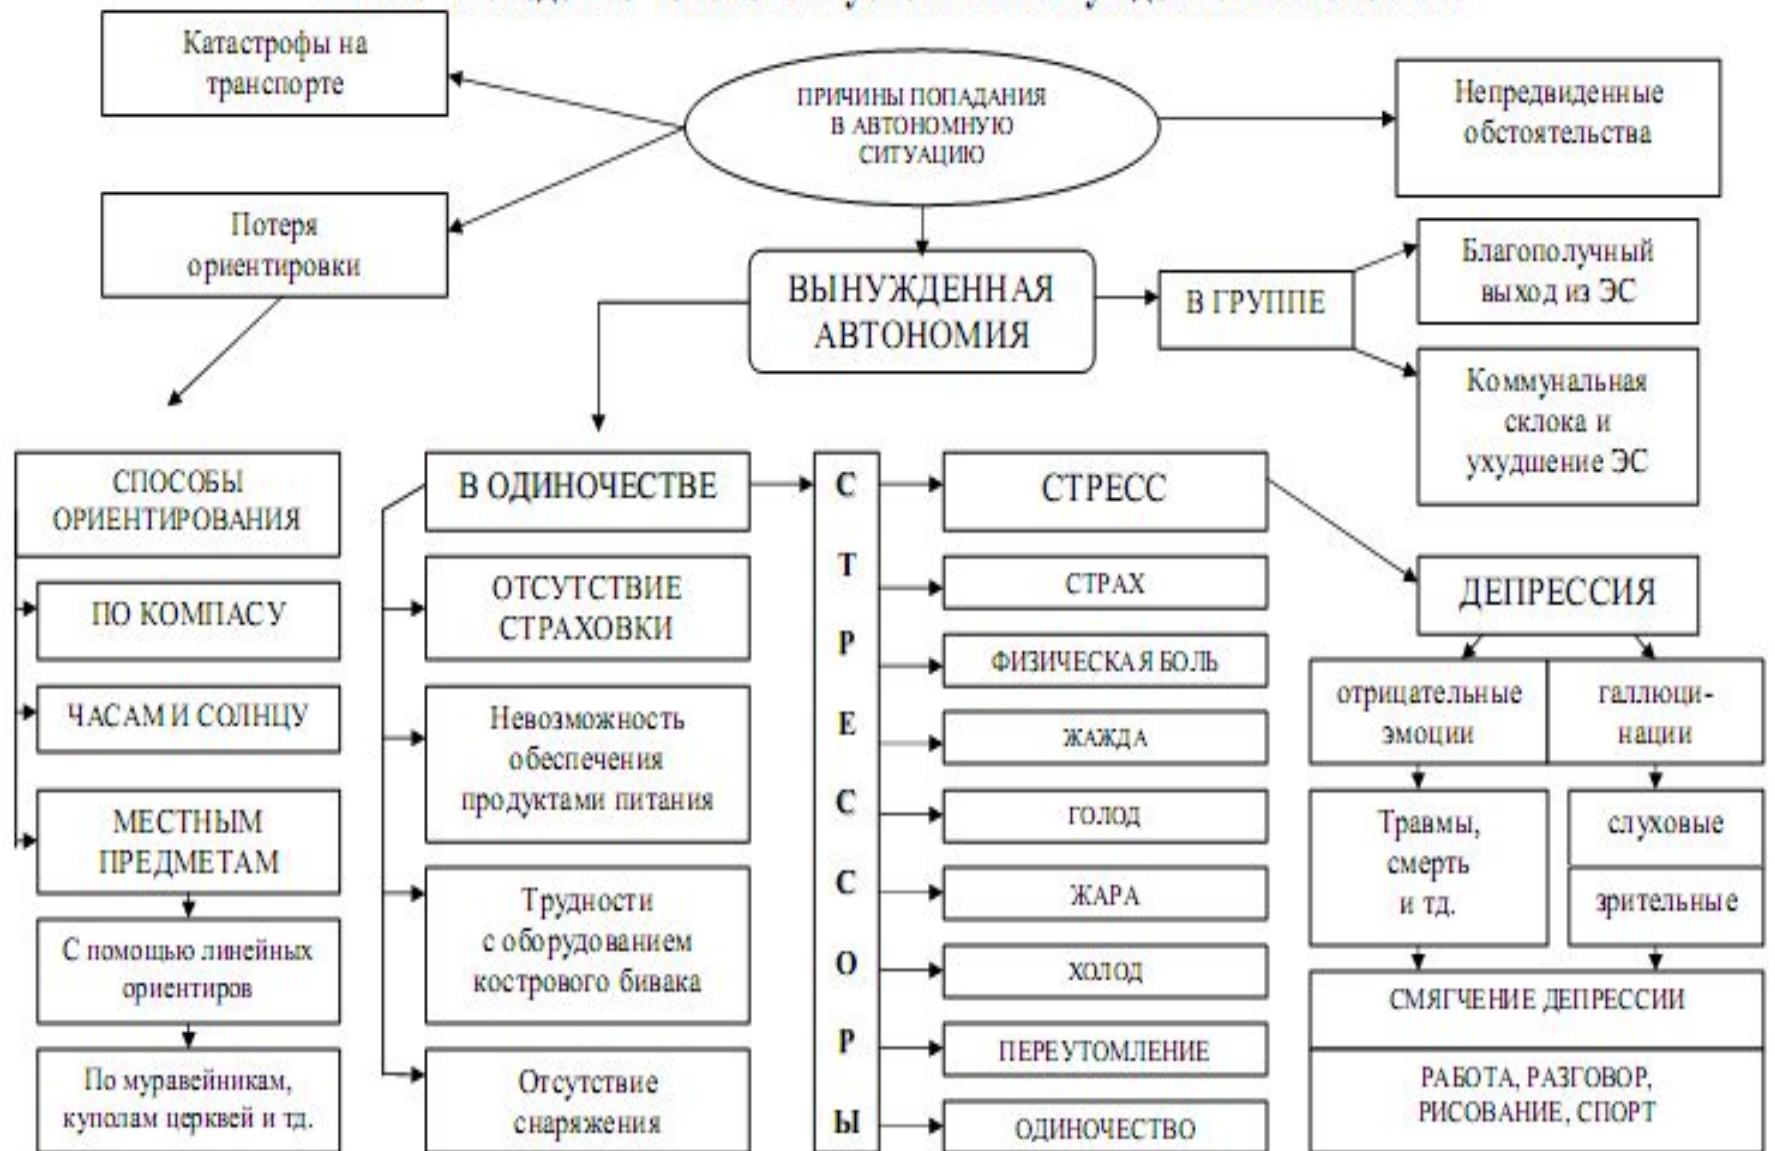 Катастрофы на
транспорте
ПРИЧИНЫ ПОПАДАНИЯ
В АВТОНОМНУЮ
СИТУАЦИЮ
Непредвиденные
обстоятельства
Потеря
ориентировки
ВЫНУЖДЕННАЯ
АВТОНОМИЯ
В ГРУППЕ
Благополучный
выход из ЭС
Коммунальная
склока и
ухудшение ЭС
СПОСОБЫ
ОРИЕНТИРОВАНИЯ
ПО КОМПАСУ
ЧАСАМ И СОЛНЦУ
МЕСТНЫМ
ПРЕДМЕТАМ
С помощью линейных
ориентиров
По муравейникам,
куполам церквей и тд.
В ОДИНОЧЕСТВЕ
ОТСУТСТВИЕ
СТРАХОВКИ
Невозможность
обеспечения
продуктами питания
Трудности
с оборудованием
кострового бивака
Отсутствие
снаряжения
С
Т
Р
Е
С
С
О
Р
Ы
СТРЕСС
СТРАХ
ФИЗИЧЕСКАЯ БОЛЬ
ЖАЖДА
ГОЛОД
ЖАРА
ХОЛОД
ПЕРЕУТОМЛЕНИЕ
ОДИНОЧЕСТВО
ДЕПРЕССИЯ
отрицательные
эмоции
галлюци-
нации
Травмы,
смерть
и тд.
слуховые
зрительные
СМЯГЧЕНИЕ ДЕПРЕССИИ
РАБОТА, РАЗГОВОР,
РИСОВАНИЕ, СПОРТ